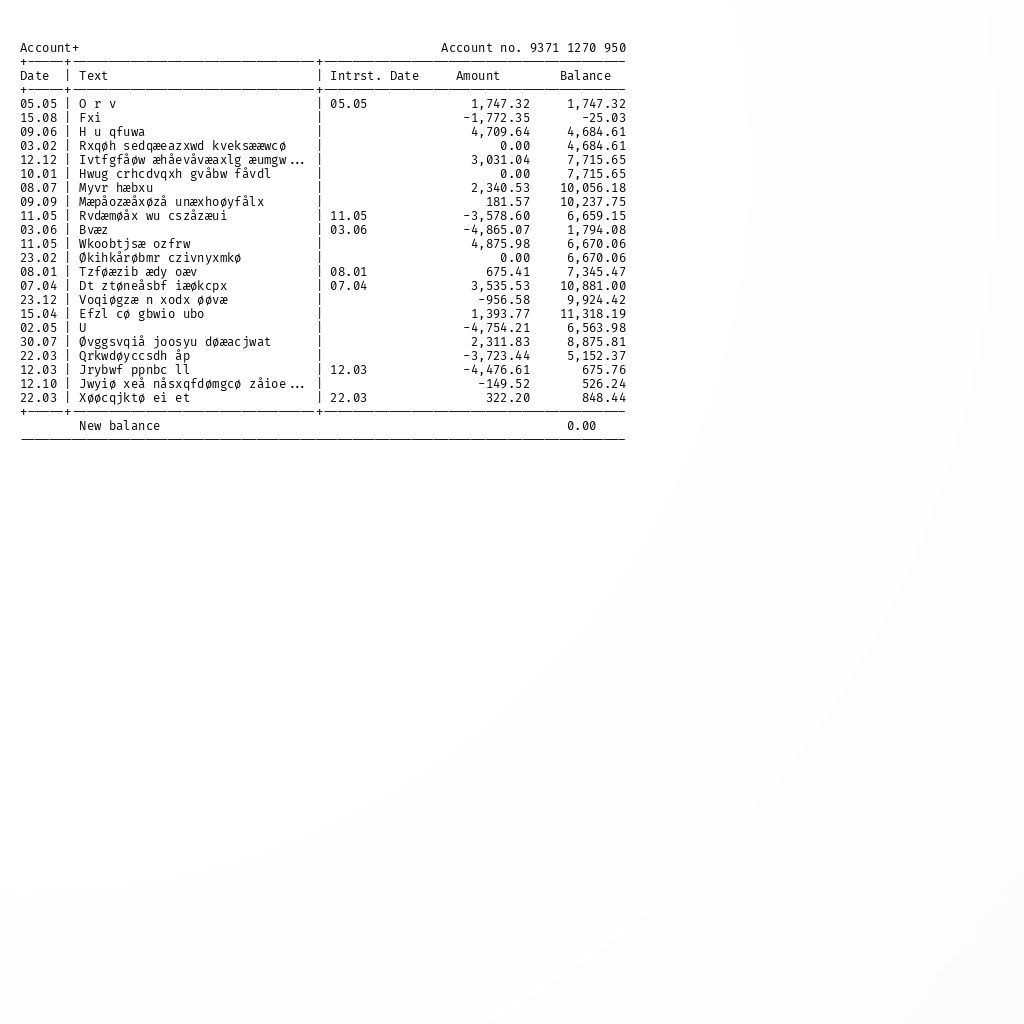 Account+ Account no. 9371 1270 950
Date | Text | Intrst. Date Amount Balance
05.05 | O r v | 05.05 1,747.32 1,747.32
15.08 | Fxi | -1,772.35 -25.03
09.06 | H u qfuwa | 4,709.64 4,684.61
03.02 | Rxqøh sedqæeazxwd kveksææwcø | 0.00 4,684.61
12.12 | Ivtfgfåøw æhåevåvæaxlg æumgw... | 3,031.04 7,715.65
10.01 | Hwug crhcdvqxh gvåbw fåvdl | 0.00 7,715.65
08.07 | Myvr hæbxu | 2,340.53 10,056.18
09.09 | Mæpåozæåxøzå unæxhoøyfålx | 181.57 10,237.75
11.05 | Rvdæmøåx wu cszåzæui | 11.05 -3,578.60 6,659.15
03.06 | Bvæz | 03.06 -4,865.07 1,794.08
11.05 | Wkoobtjsæ ozfrw | 4,875.98 6,670.06
23.02 | Økihkårøbmr czivnyxmkø | 0.00 6,670.06
08.01 | Tzføæzib ædy oæv | 08.01 675.41 7,345.47
07.04 | Dt ztøneåsbf iæøkcpx | 07.04 3,535.53 10,881.00
23.12 | Voqiøgzæ n xodx øøvæ | -956.58 9,924.42
15.04 | Efzl cø gbwio ubo | 1,393.77 11,318.19
02.05 | U | -4,754.21 6,563.98
30.07 | Øvggsvqiå joosyu døæacjwat | 2,311.83 8,875.81
22.03 | Qrkwdøyccsdh åp | -3,723.44 5,152.37
12.03 | Jrybwf ppnbc ll | 12.03 -4,476.61 675.76
12.10 | Jwyiø xeå nåsxqfdømgcø zåioe... | -149.52 526.24
22.03 | Xøøcqjktø ei et | 22.03 322.20 848.44
New balance 0.00